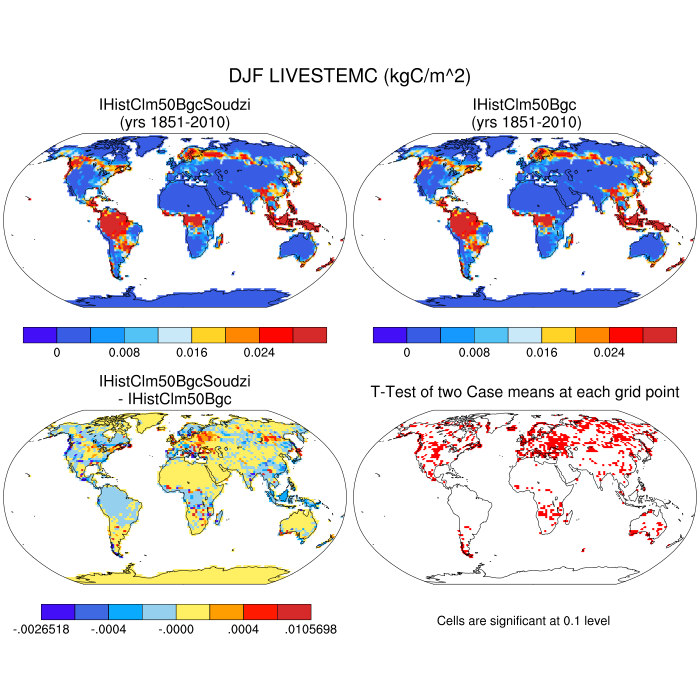 DJF LIVESTEMC (kgC/m^2)
IHistClm50BgcSoudzi
(yrs 1851-2010)
IHistClm50Bgc
(yrs 1851-2010)
0 0.008 0.016 0.024
0 0.008 0.016 0.024
IHistClm50BgcSoudzi
- IHistClm50Bgc
T-Test of two Case means at each grid point
-.0026518 -.0004 -.0000 .0004 .0105698
Cells are significant at 0.1 level